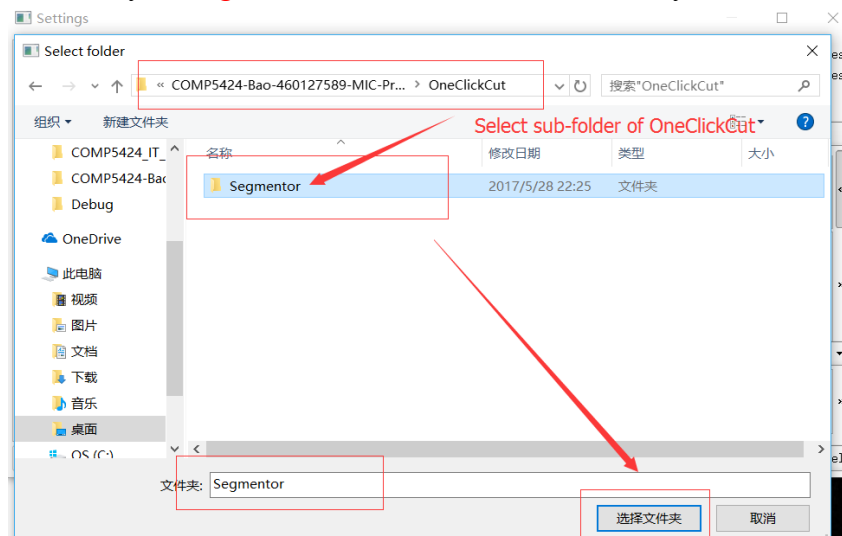 Settings
Select folder
« COMP5424-Bao-460127589-MIC-Pr... > OneClickCut
搜索"OneClickCut"
组织
新建文件夹
Select sub-folder of OneClickCut
COMP5424_IT_
名称
修改日期
类型
大小
COMP5424-Bao
Segmentor
2017/5/28 22:25
文件夹
Debug
OneDrive
此电脑
视频
图片
文档
下载
音乐
桌面
OS (C:)
文件夹:
Segmentor
选择文件夹
取消